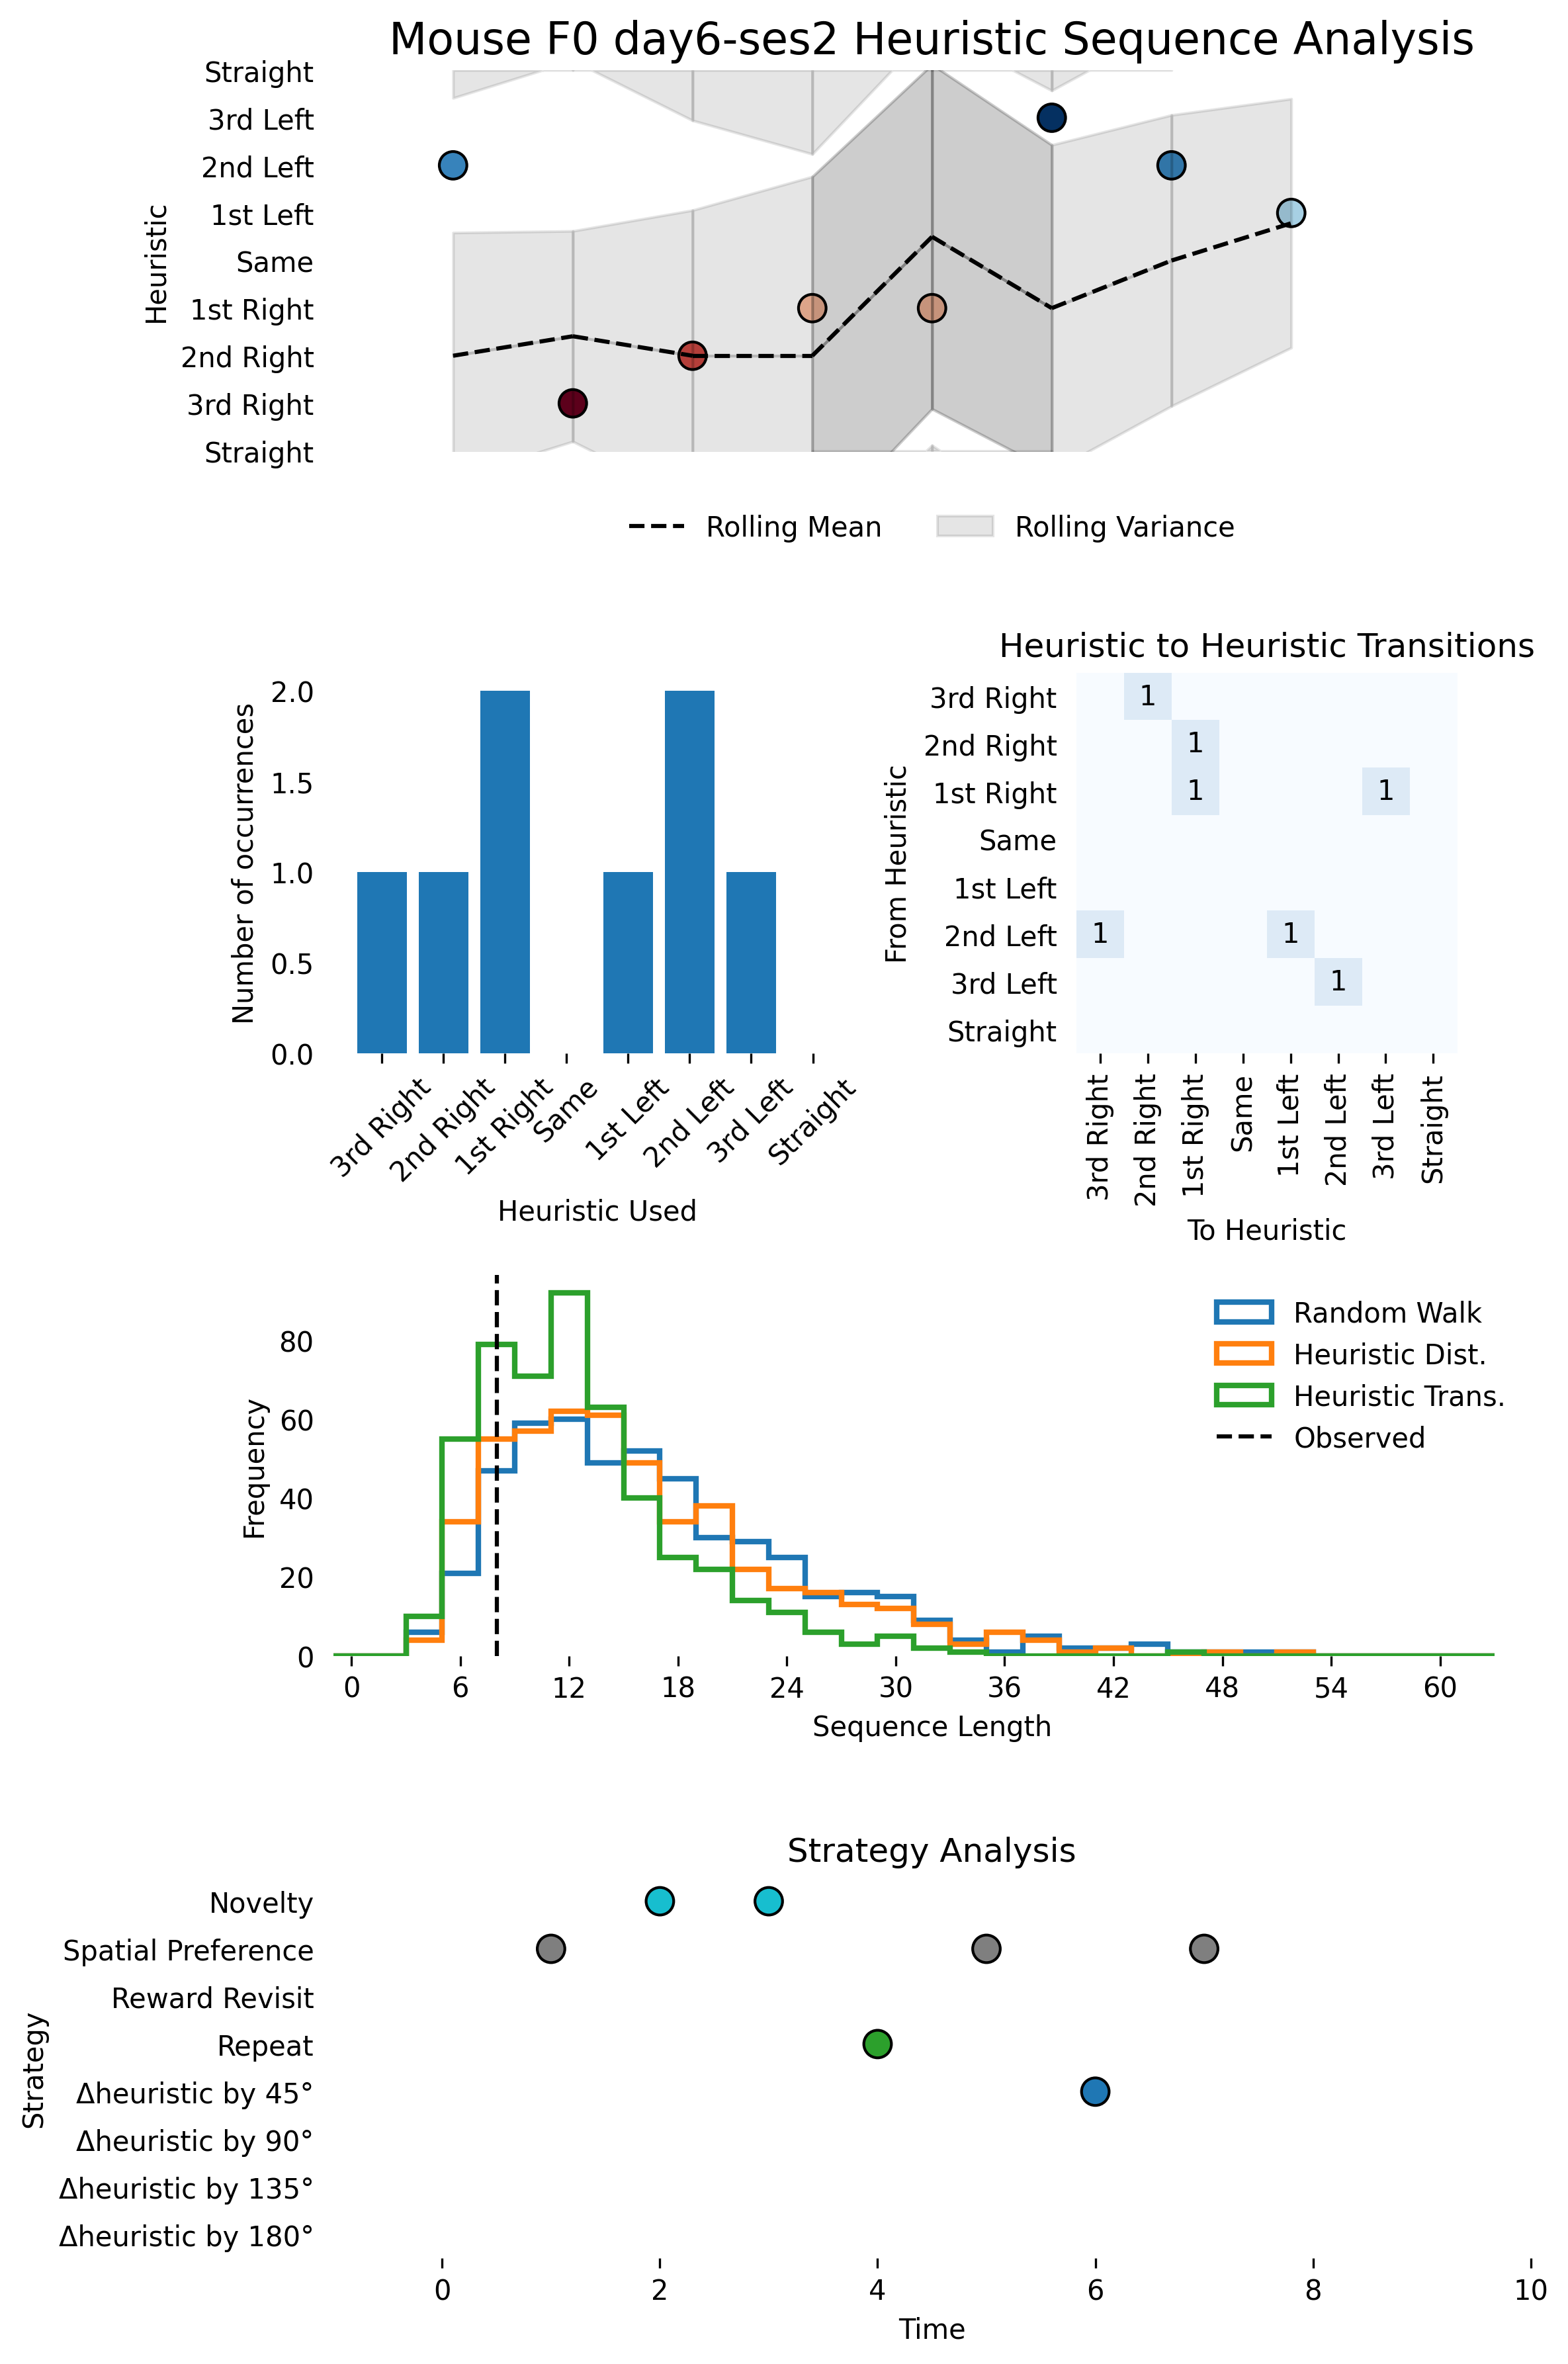 Mouse F0 day6-ses2 Heuristic Sequence Analysis
Heuristic
Straight
3rd Left
2nd Left
1st Left
Same
1st Right
2nd Right
3rd Right
Straight
Rolling Mean
Rolling Variance
Number of occurrences
2.0
1.5
1.0
0.5
0.0
3rd Right
2nd Right
1st Right
Same
1st Left
2nd Left
3rd Left
Straight
Heuristic Used
Heuristic to Heuristic Transitions
From Heuristic
3rd Right
2nd Right
1st Right
Same
1st Left
2nd Left
3rd Left
Straight
1
1
1 1
1 1
1
3rd Right
2nd Right
1st Right
Same
1st Left
2nd Left
3rd Left
Straight
To Heuristic
Frequency
80
60
40
20
0
0 6 12 18 24 30 36 42 48 54 60
Sequence Length
Random Walk
Heuristic Dist.
Heuristic Trans.
Observed
Strategy Analysis
Strategy
Novelty
Spatial Preference
Reward Revisit
Repeat
Δheuristic by 45°
Δheuristic by 90°
Δheuristic by 135°
Δheuristic by 180°
0 2 4 6 8 10
Time